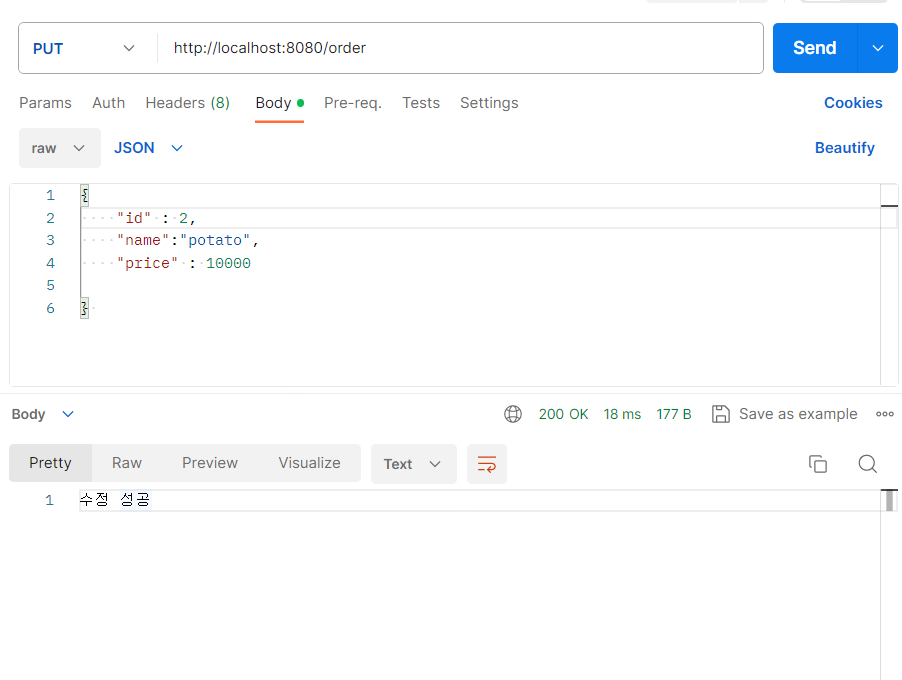 PUT http://localhost:8080/order Send
Params Auth Headers (8) Body Pre-req. Tests Settings Cookies
raw JSON Beautify
1 {
2 "id" : 2,
3 "name":"potato",
4 "price" : 10000
5
6 }
Body 200 OK 18 ms 177 B Save as example
Pretty Raw Preview Visualize Text
1 수정 성공